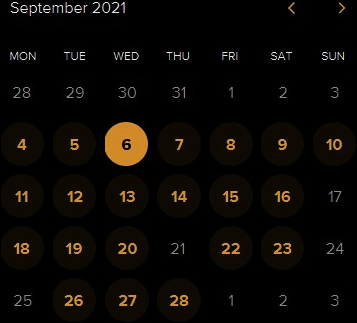 September 2021
MON TUE WED THU FRI SAT SUN
28 29 30 31 1 2 3
4 5 6 7 8 9 10
11 12 13 14 15 16 17
18 19 20 21 22 23 24
25 26 27 28 1 2 3